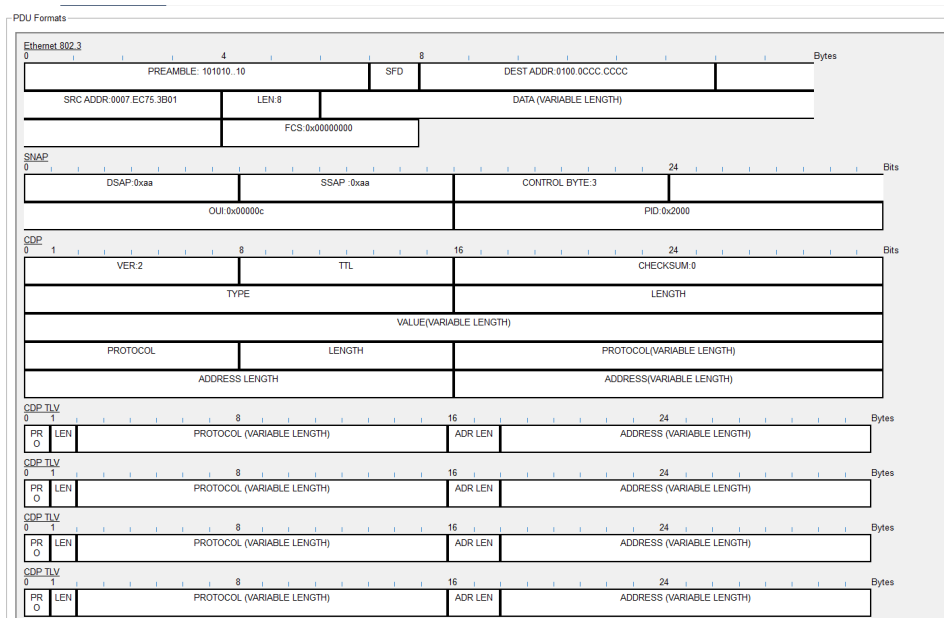 PDU Formats
Ethernet 802.3
0 4 8 Bytes
PREAMBLE: 101010..10 SFD DEST ADDR:0100.0CCC.CCCC
SRC ADDR:0007.EC75.3B01 LEN:8 DATA (VARIABLE LENGTH)
FCS:0x00000000
SNAP
0 24 Bits
DSAP:0xaa SSAP :0xaa CONTROL BYTE:3
OUI:0x00000c PID:0x2000
CDP
0 1 8 16 24 Bits
VER:2 TTL CHECKSUM:0
TYPE LENGTH
VALUE(VARIABLE LENGTH)
PROTOCOL LENGTH PROTOCOL(VARIABLE LENGTH)
ADDRESS LENGTH ADDRESS(VARIABLE LENGTH)
CDP TLV
0 1 8 16 24 Bytes
PR
O LEN PROTOCOL (VARIABLE LENGTH) ADR LEN ADDRESS (VARIABLE LENGTH)
CDP TLV
0 1 8 16 24 Bytes
PR
O LEN PROTOCOL (VARIABLE LENGTH) ADR LEN ADDRESS (VARIABLE LENGTH)
CDP TLV
0 1 8 16 24 Bytes
PR
O LEN PROTOCOL (VARIABLE LENGTH) ADR LEN ADDRESS (VARIABLE LENGTH)
CDP TLV
0 1 8 16 24 Bytes
PR
O LEN PROTOCOL (VARIABLE LENGTH) ADR LEN ADDRESS (VARIABLE LENGTH)